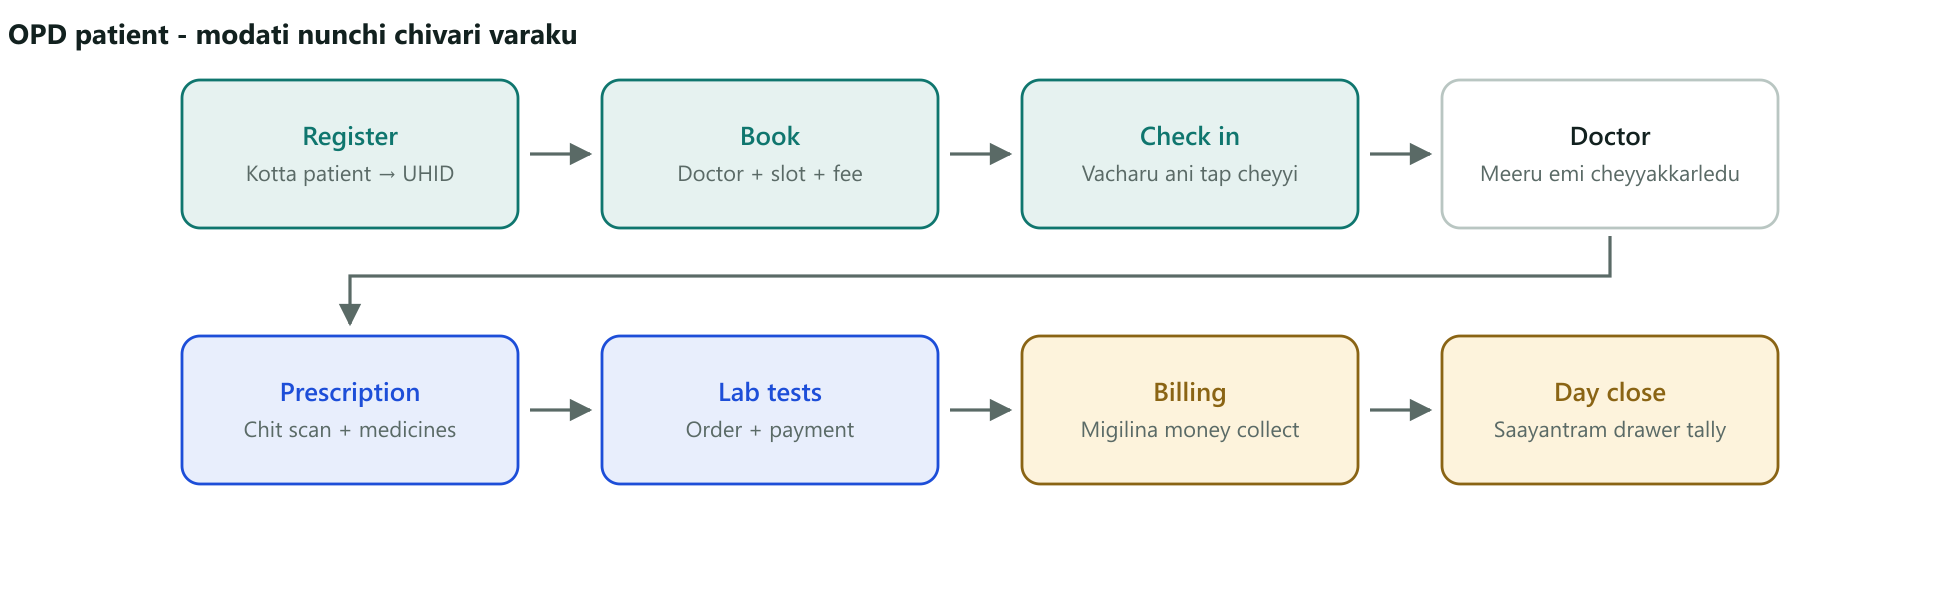 OPD patient - modati nunchi chivari varaku
Register
Kotta patient → UHID
Book
Doctor + slot + fee
Check in
Vacharu ani tap cheyyi
Doctor
Meeru emi cheyyakkarledu
Prescription
Chit scan + medicines
Lab tests
Order + payment
Billing
Migilina money collect
Day close
Saayantram drawer tally